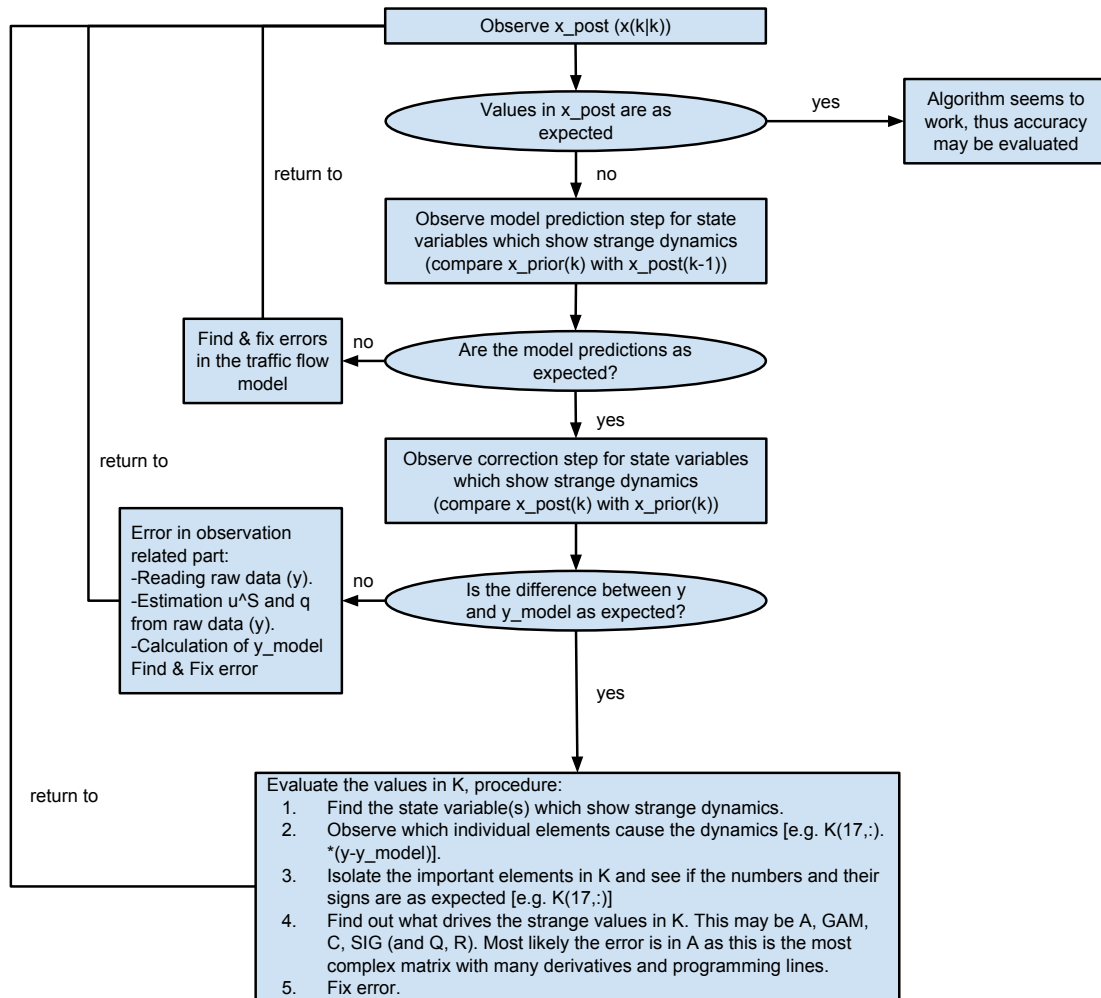 Observe x_post (x(k|k))
Values in x_post are as
expected
yes
Algorithm seems to
work, thus accuracy
may be evaluated
no
return to
Observe model prediction step for state
variables which show strange dynamics
(compare x_prior(k) with x_post(k-1))
Find & fix errors
in the traffic flow
model
no
Are the model predictions as
expected?
yes
return to
Observe correction step for state variables
which show strange dynamics
(compare x_post(k) with x_prior(k))
Error in observation
related part:
-Reading raw data (y).
-Estimation u^S and q
from raw data (y).
-Calculation of y_model
Find & Fix error
no
Is the difference between y
and y_model as expected?
yes
return to
Evaluate the values in K, procedure:
1. Find the state variable(s) which show strange dynamics.
2. Observe which individual elements cause the dynamics [e.g. K(17,:).
*(y-y_model)].
3. Isolate the important elements in K and see if the numbers and their
signs are as expected [e.g. K(17,:)]
4. Find out what drives the strange values in K. This may be A, GAM,
C, SIG (and Q, R). Most likely the error is in A as this is the most
complex matrix with many derivatives and programming lines.
5. Fix error.